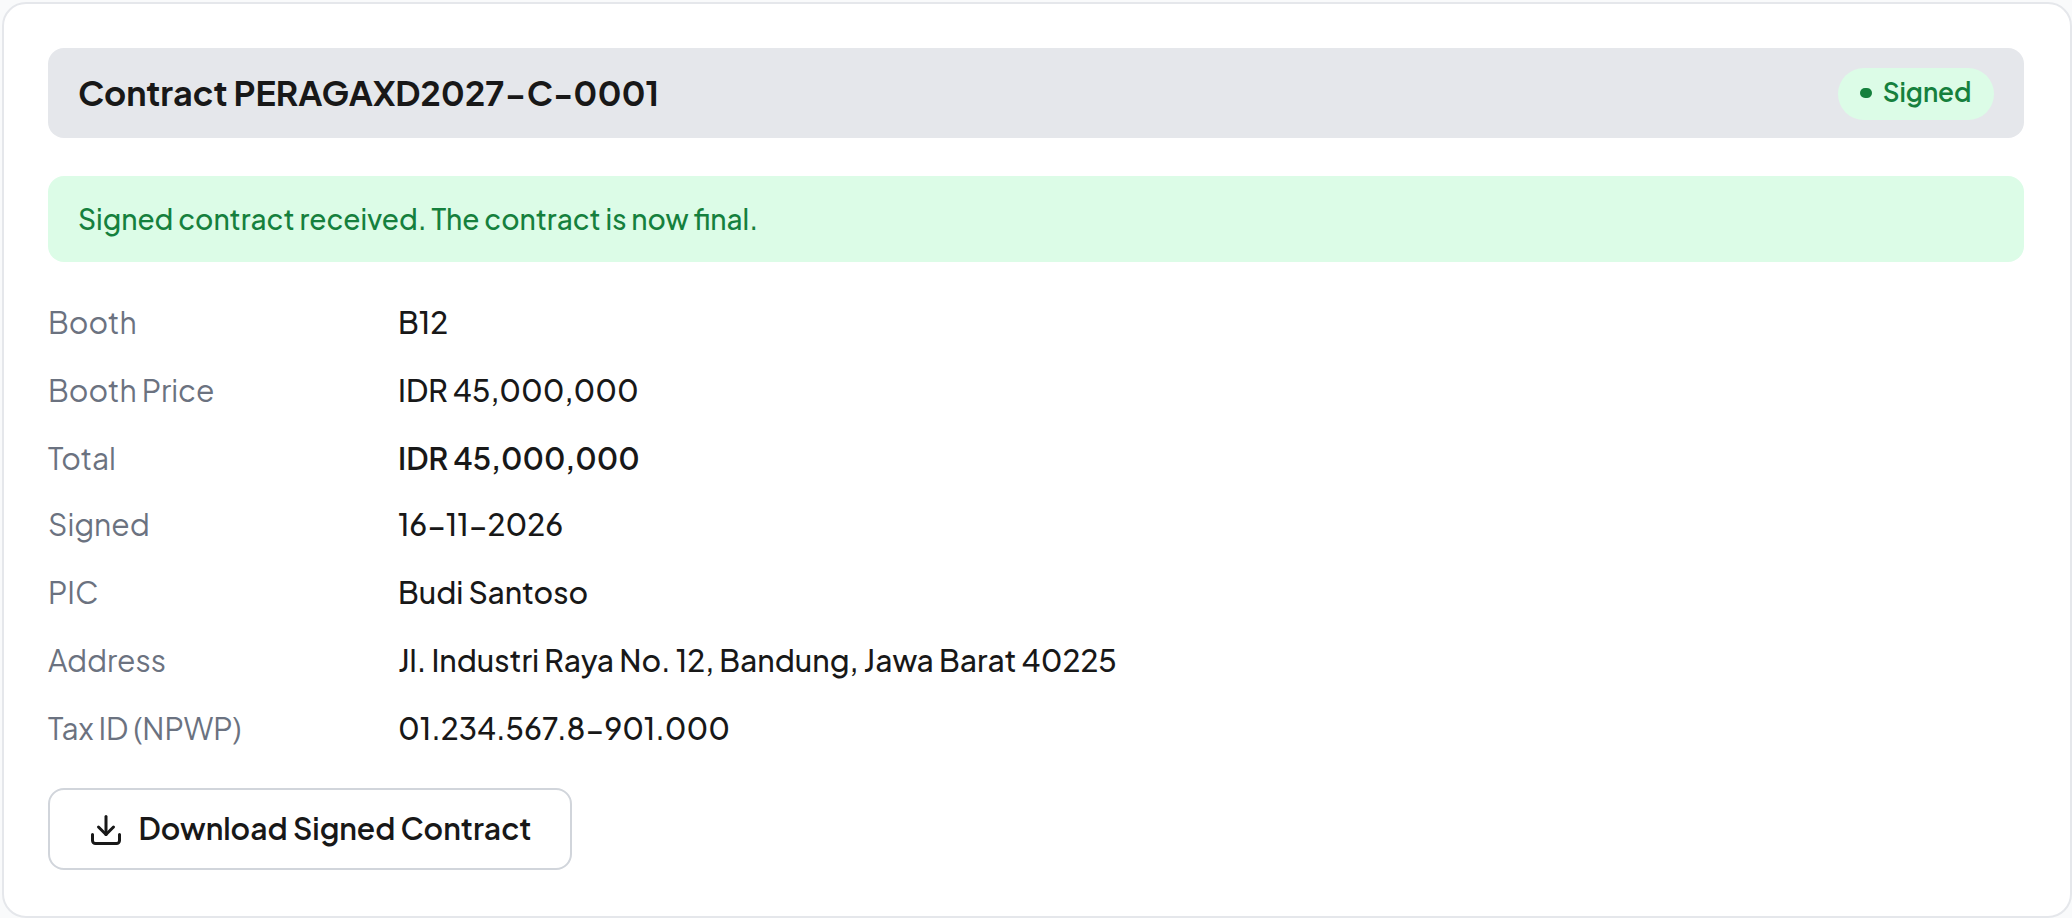 Contract PERAGAXD2027-C-0001
Signed
Signed contract received. The contract is now final.
Booth B12
Booth Price IDR 45,000,000
Total IDR 45,000,000
Signed 16-11-2026
PIC Budi Santoso
Address Jl. Industri Raya No. 12, Bandung, Jawa Barat 40225
Tax ID (NPWP) 01.234.567.8-901.000
Download Signed Contract